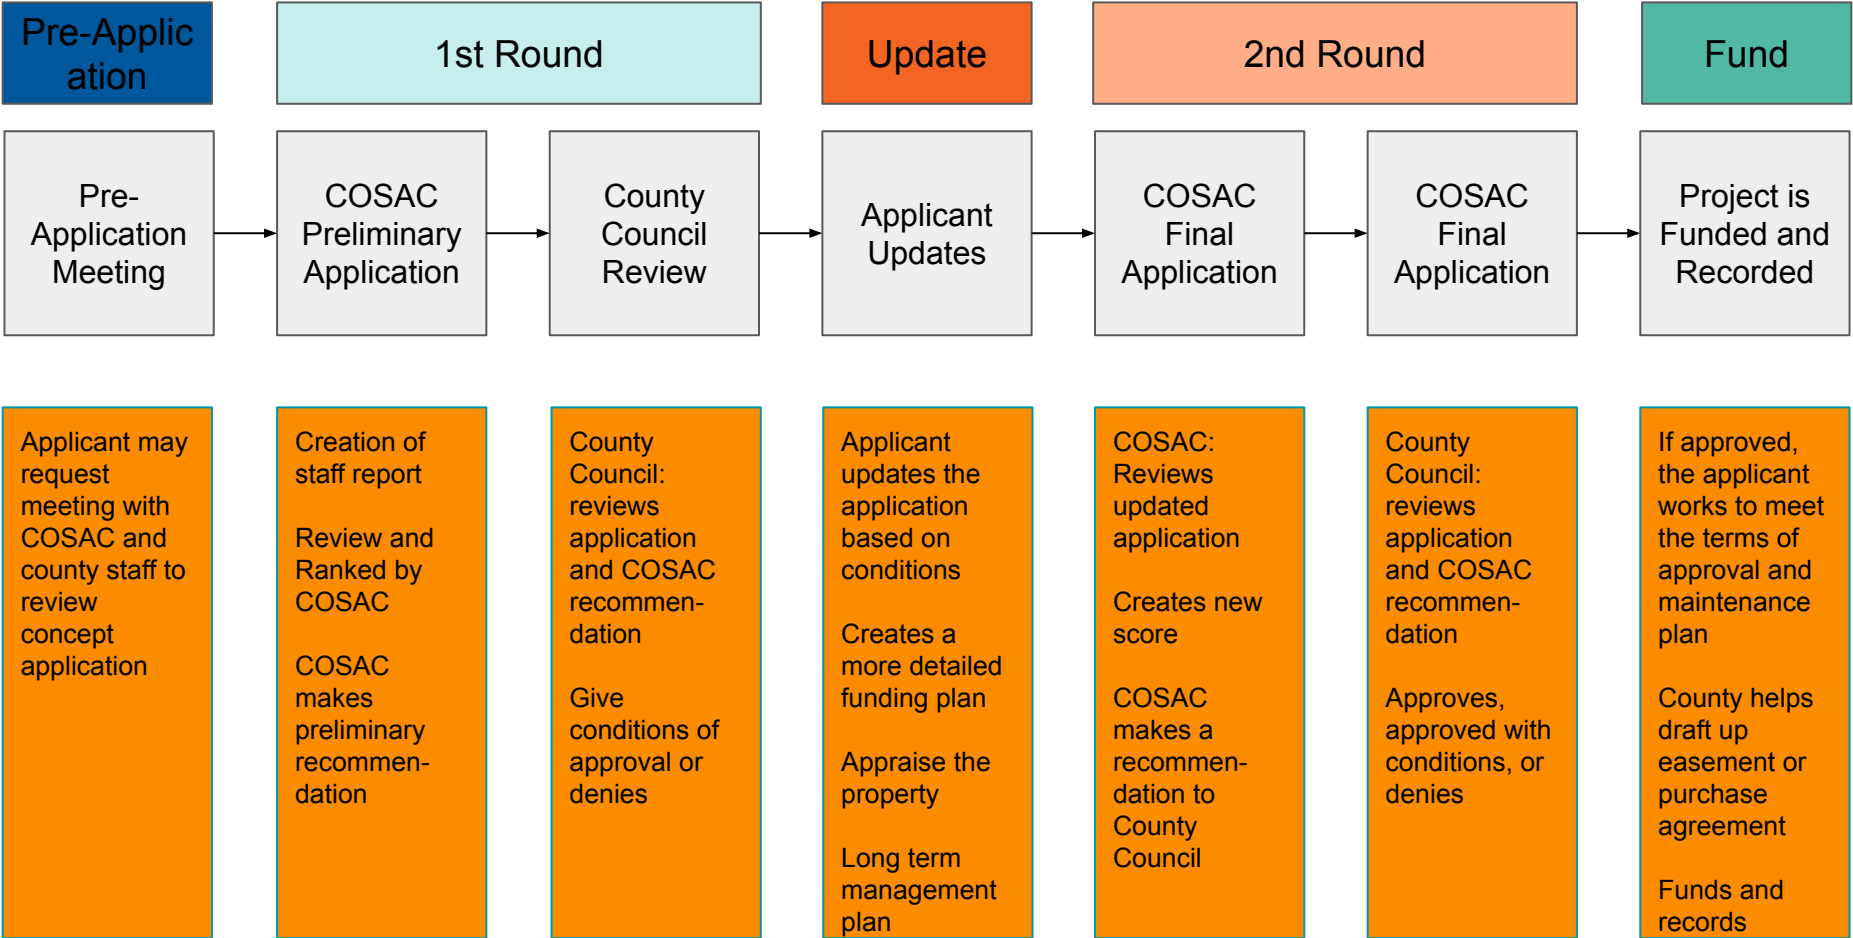 Pre-Applic
ation
1st Round
Update
2nd Round
Fund
Pre-
Application
Meeting
COSAC
Preliminary
Application
County
Council
Review
Applicant
Updates
COSAC
Final
Application
COSAC
Final
Application
Project is
Funded and
Recorded
Applicant may
request
meeting with
COSAC and
county staff to
review
concept
application
Creation of
staff report
Review and
Ranked by
COSAC
COSAC
makes
preliminary
recommen-
dation
County
Council:
reviews
application
and COSAC
recommen-
dation
Give
conditions of
approval or
denies
Applicant
updates the
application
based on
conditions
Creates a
more detailed
funding plan
Appraise the
property
Long term
management
plan
COSAC:
Reviews
updated
application
Creates new
score
COSAC
makes a
recommen-
dation to
County
Council
County
Council:
reviews
application
and COSAC
recommen-
dation
Approves,
approved with
conditions, or
denies
If approved,
the applicant
works to meet
the terms of
approval and
maintenance
plan
County helps
draft up
easement or
purchase
agreement
Funds and
records